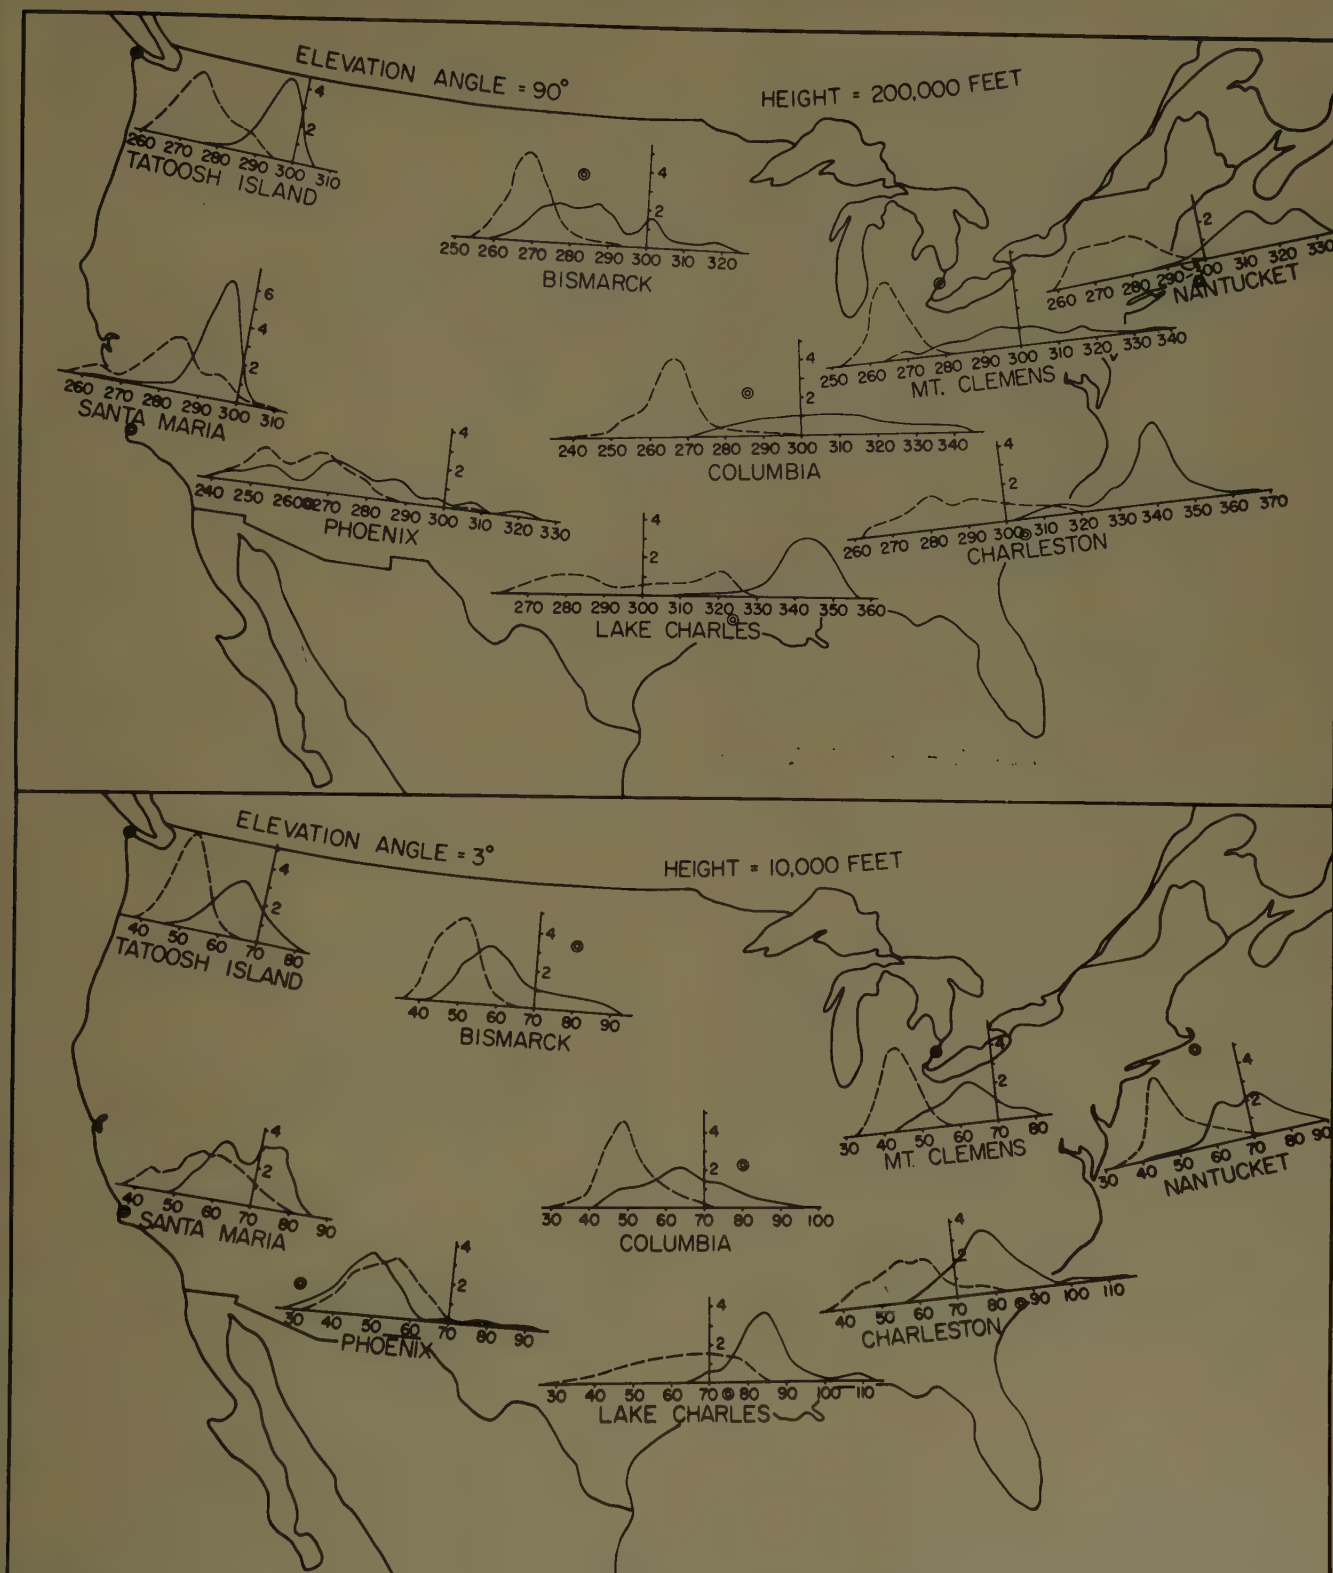 ELEVATION ANGLE = 90°
HEIGHT = 200,000 FEET
4
2
260 270 280 290 300 310
TATOOSH ISLAND
4
2
250 260 270 280 290 300 310 320
BISMARCK
2
260 270 280 290 300 310 320 330
NANTUCKET
6
4
2
260 270 280 290 300 310
SANTA MARIA
250 260 270 280 290 300 310 320 330 340
MT. CLEMENS
4
2
240 250 260 270 280 290 300 310 320 330 340
COLUMBIA
4
2
240 250 260 270 280 290 300 310 320 330
PHOENIX
4
2
260 270 280 290 300 310 320 330 340 350 370
CHARLESTON
4
2
270 280 290 300 310 320 330 340 350 360
LAKE CHARLES
ELEVATION ANGLE = 3°
HEIGHT = 10,000 FEET
4
2
40 50 60 70 80
TATOOSH ISLAND
4
2
40 50 60 70 80 90
BISMARCK
4
2
30 40 50 60 70 80
MT. CLEMENS
4
2
30 40 50 60 70 80 90
NANTUCKET
4
2
40 50 60 70 80 90
SANTA MARIA
4
2
30 40 50 60 70 80 90 100
COLUMBIA
4
2
30 40 50 60 70 80 90
PHOENIX
4
2
40 50 60 70 80 90 100 110
CHARLESTON
4
2
30 40 50 60 70 80 90 100 110
LAKE CHARLES